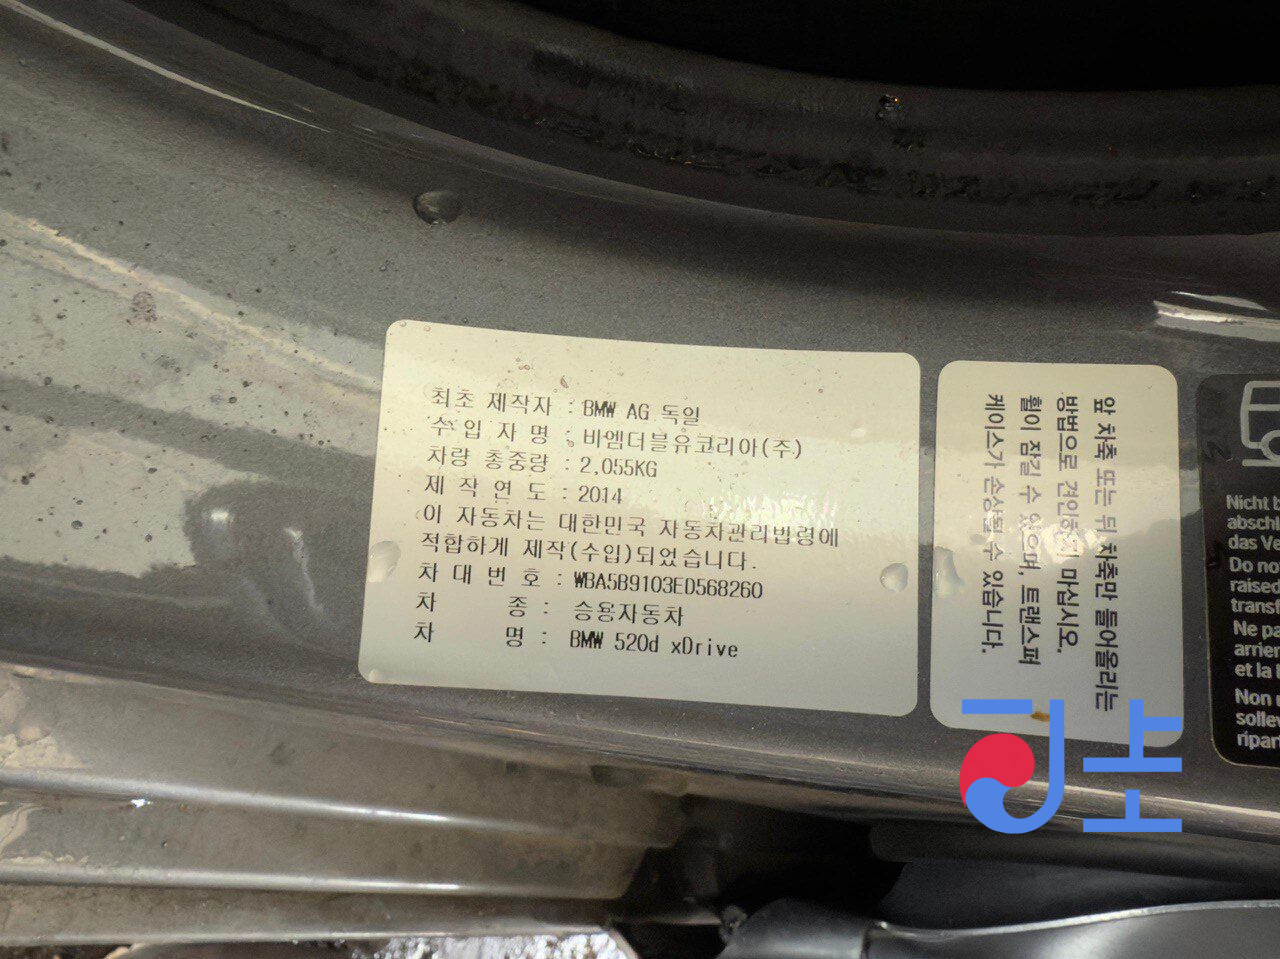 최초 제작자 : BMW AG 독일
수 입 자 명 : 비엠더블유코리아(주)
차량 총중량 : 2,055KG
제 작 연 도 : 2014
이 자동차는 대한민국 자동차관리법령에
적합하게 제작(수입)되었습니다.
차 대 번 호 : WBA5B9103ED568260
차 종 : 승용자동차
차 명 : BMW 520d xDrive
앞 차축 또는 뒤 차축만 들어올리는
방법으로 견인하지 마십시오.
휠이 잠길 수 있으며, 트랜스퍼
케이스가 손상될 수 있습니다.
Nicht
absch
das Ve
Do no
raised
transf
Ne pa
arrier
et la
Non
solle
ripar